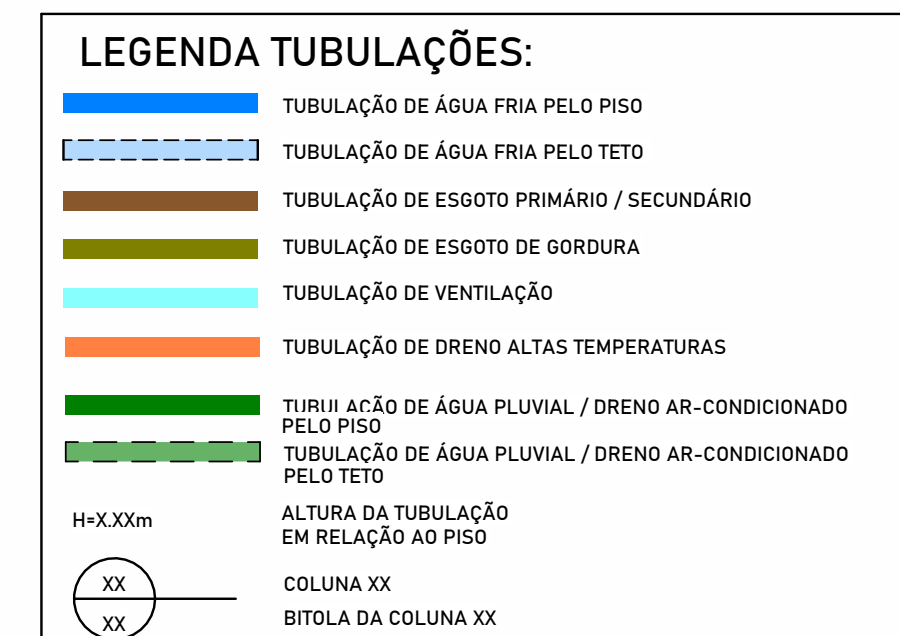 LEGENDA TUBULAÇÕES:
TUBULAÇÃO DE ÁGUA FRIA PELO PISO
TUBULAÇÃO DE ÁGUA FRIA PELO TETO
TUBULAÇÃO DE ESGOTO PRIMÁRIO / SECUNDÁRIO
TUBULAÇÃO DE ESGOTO DE GORDURA
TUBULAÇÃO DE VENTILAÇÃO
TUBULAÇÃO DE DRENO ALTAS TEMPERATURAS
TUBULAÇÃO DE ÁGUA PLUVIAL / DRENO AR-CONDICIONADO
PELO PISO
TUBULAÇÃO DE ÁGUA PLUVIAL / DRENO AR-CONDICIONADO
PELO TETO
H=X.XXm
ALTURA DA TUBULAÇÃO
EM RELAÇÃO AO PISO
XX
COLUNA XX
XX
BITOLA DA COLUNA XX